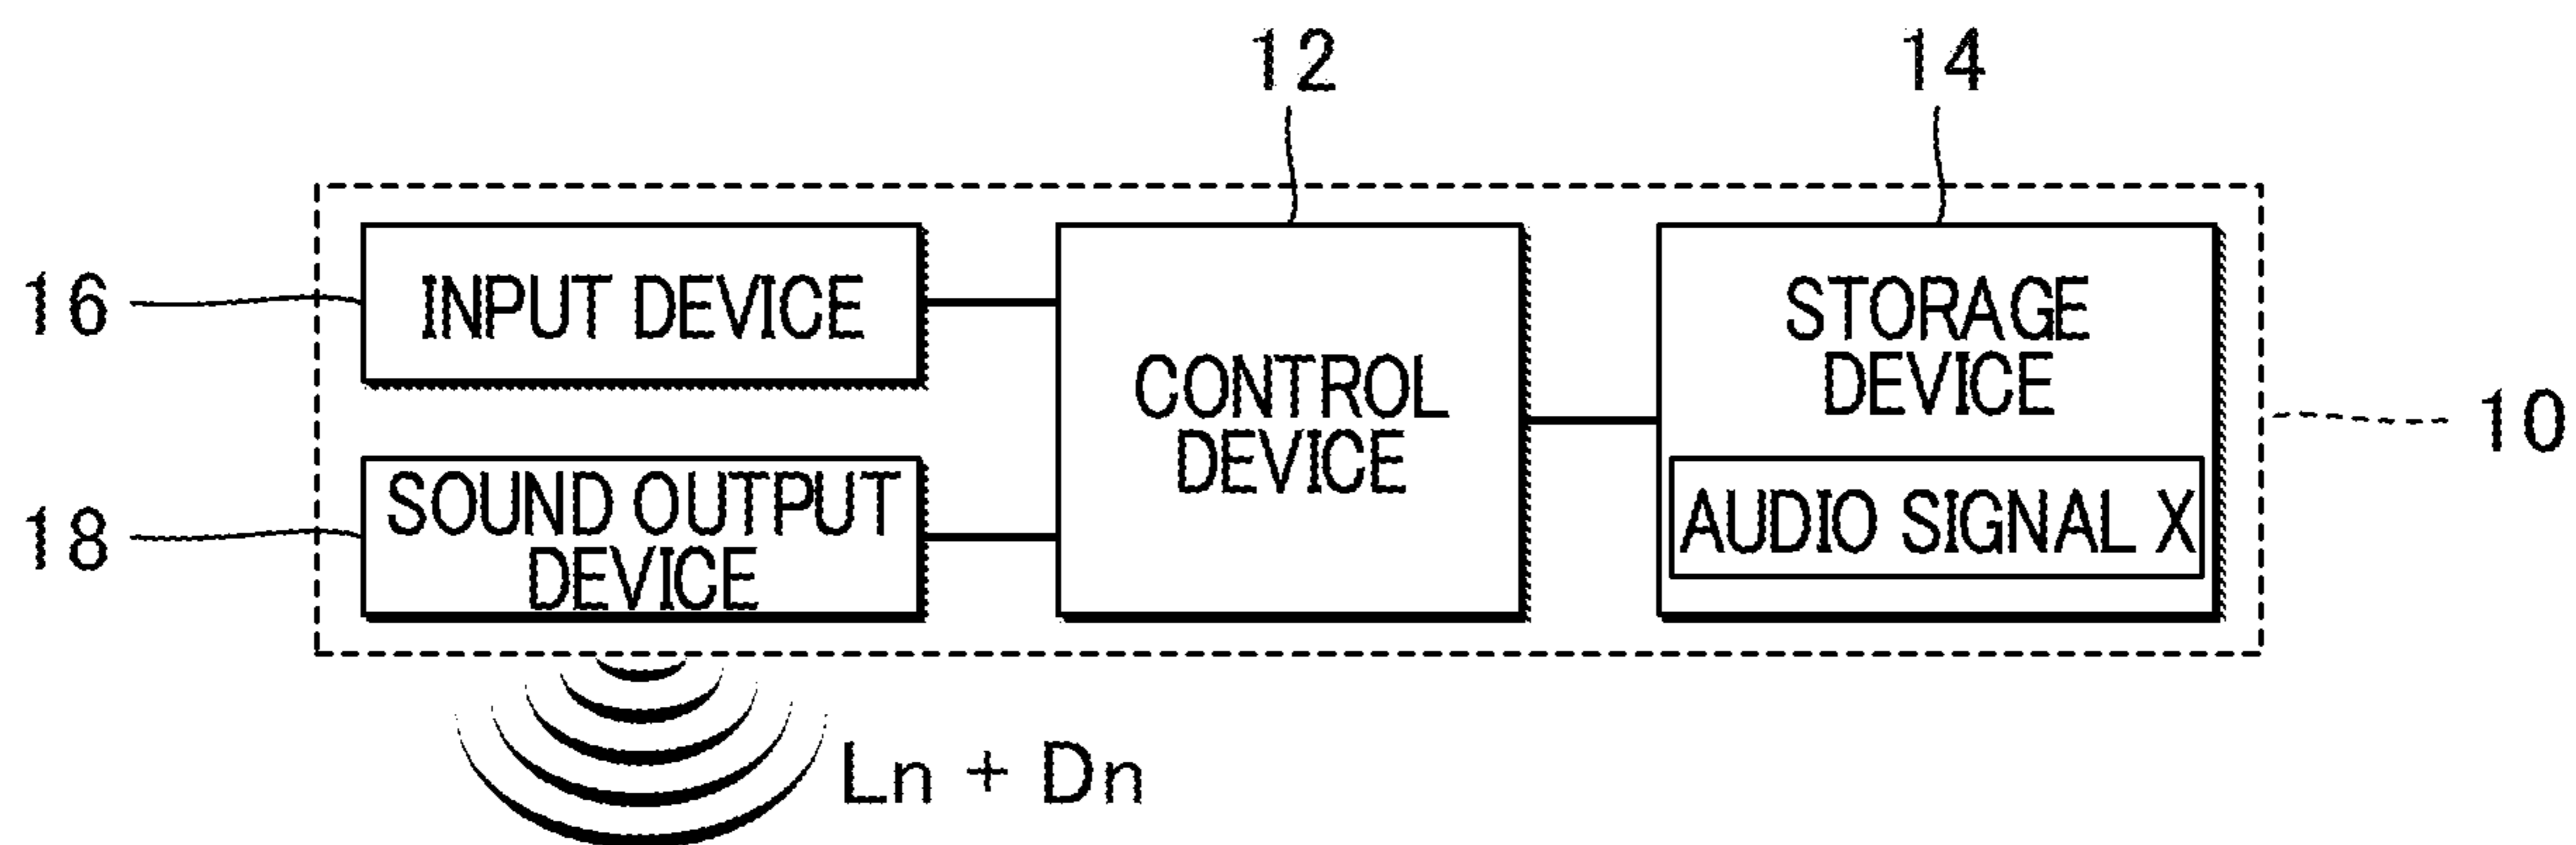 12
14
16
INPUT DEVICE
STORAGE
DEVICE
CONTROL
DEVICE
10
18
SOUND OUTPUT
DEVICE
AUDIO SIGNAL X
Ln + Dn